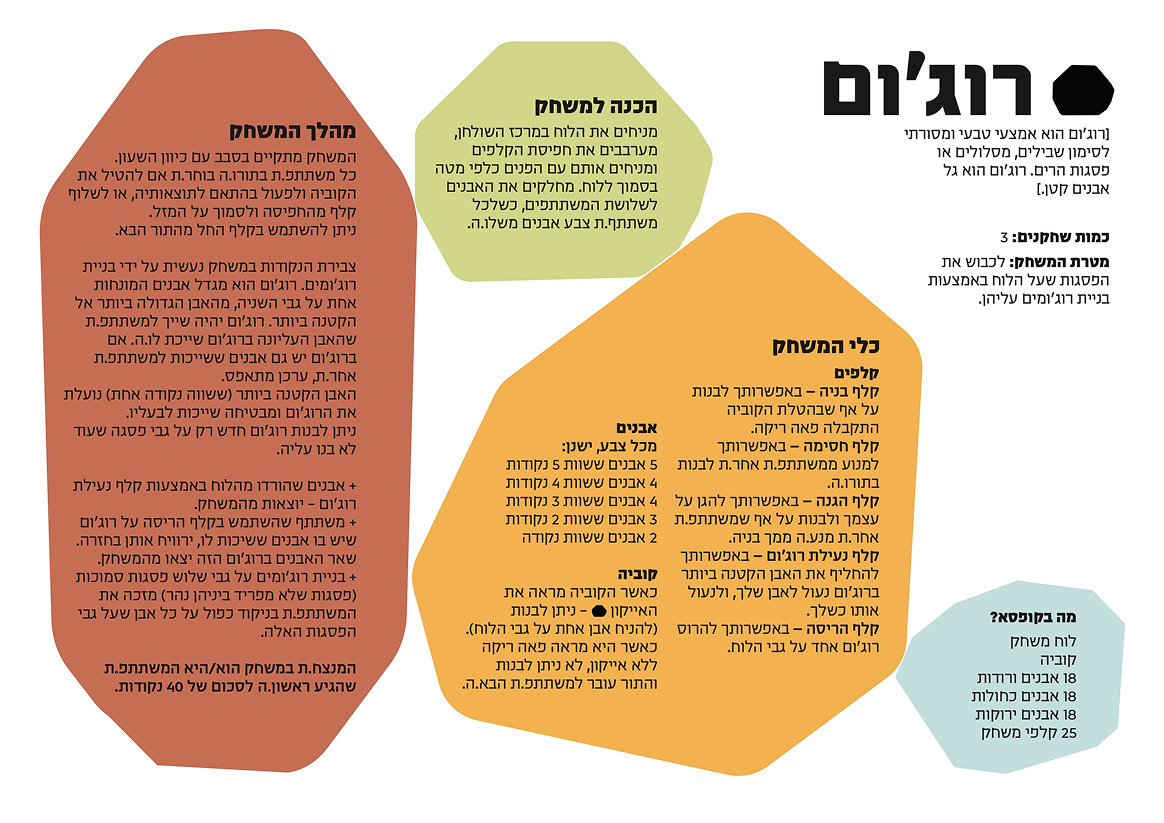 רוג'ום
[רוג'ום הוא אמצעי טבעי ומסורתי
לסימון שבילים, מסלולים או
פסגות הרים. רוג'ום הוא גל
אבנים קטן.]
כמות שחקנים: 3
מטרת המשחק: לכבוש את
הפסגות שעל הלוח באמצעות
בניית רוג'ומים עליהן.
מה בקופסא?
לוח משחק
קוביה
18 אבנים ורודות
18 אבנים כחולות
18 אבנים ירוקות
25 קלפי משחק
הכנה למשחק
מניחים את הלוח במרכז השולחן,
מערבבים את חפיסת הקלפים
ומניחים אותם עם הפנים כלפי מטה
בסמוך ללוח. מחלקים את האבנים
לשלושת המשתתפים, כשלכל
משתתף.ת צבע אבנים משלו.ה.
כלי המשחק
קלפים
קלף בניה – באפשרותך לבנות
על אף שבהטלת הקוביה
התקבלה פאה ריקה.
קלף חסימה – באפשרותך
למנוע ממשתתפ.ת אחר.ת לבנות
בתורו.ה.
קלף הגנה – באפשרותך להגן על
עצמך ולבנות על אף שמשתתפ.ת
אחר.ת מנע.ה ממך בניה.
קלף נעילת רוג'ום – באפשרותך
להחליף את האבן הקטנה ביותר
ברוג'ום נעול לאבן שלך, ולנעול
אותו כשלך.
קלף הריסה – באפשרותך להרוס
רוג'ום אחד על גבי הלוח.
אבנים
מכל צבע, ישנן:
5 אבנים ששוות 5 נקודות
4 אבנים ששוות 4 נקודות
4 אבנים ששוות 3 נקודות
3 אבנים ששוות 2 נקודות
2 אבנים ששוות נקודה
קוביה
כאשר הקוביה מראה את
האייקון – ניתן לבנות
(להניח אבן אחת על גבי הלוח).
כאשר היא מראה פאה ריקה
ללא אייקון, לא ניתן לבנות
והתור עובר למשתתפ.ת הבא.ה.
מהלך המשחק
המשחק מתקיים בסבב עם כיוון השעון.
כל משתתפ.ת בתורו.ה בוחר.ת אם להטיל את
הקוביה ולפעול בהתאם לתוצאותיה, או לשלוף
קלף מהחפיסה ולסמוך על המזל.
ניתן להשתמש בקלף החל מהתור הבא.
צבירת הנקודות במשחק נעשית על ידי בניית
רוג'ומים. רוג'ום הוא מגדל אבנים המונחות
אחת על גבי השניה, מהאבן הגדולה ביותר אל
הקטנה ביותר. רוג'ום יהיה שייך למשתתפ.ת
שהאבן העליונה ברוג'ום שייכת לו.ה. אם
ברוג'ום יש גם אבנים ששייכות למשתתפ.ת
אחר.ת, ערכן מתאפס.
האבן הקטנה ביותר (ששווה נקודה אחת) נועלת
את הרוג'ום ומבטיחה שייכות לבעליו.
ניתן לבנות רוג'ום חדש רק על גבי פסגה שעוד
לא בנו עליה.
+ אבנים שהורדו מהלוח באמצעות קלף נעילת
רוג'ום – יוצאות מהמשחק.
+ משתתף שהשתמש בקלף הריסה על רוג'ום
שיש בו אבנים ששיכות לו, ירוויח אותן בחזרה.
שאר האבנים ברוג'ום הזה יצאו מהמשחק.
+ בניית רוג'ומים על גבי שלוש פסגות סמוכות
(פסגות שלא מפריד ביניהן נהר) מזכה את
המשתתפ.ת בניקוד כפול על כל אבן שעל גבי
הפסגות האלה.
המנצח.ת במשחק הוא/היא המשתתפ.ת
שהגיע ראשון.ה לסכום של 40 נקודות.